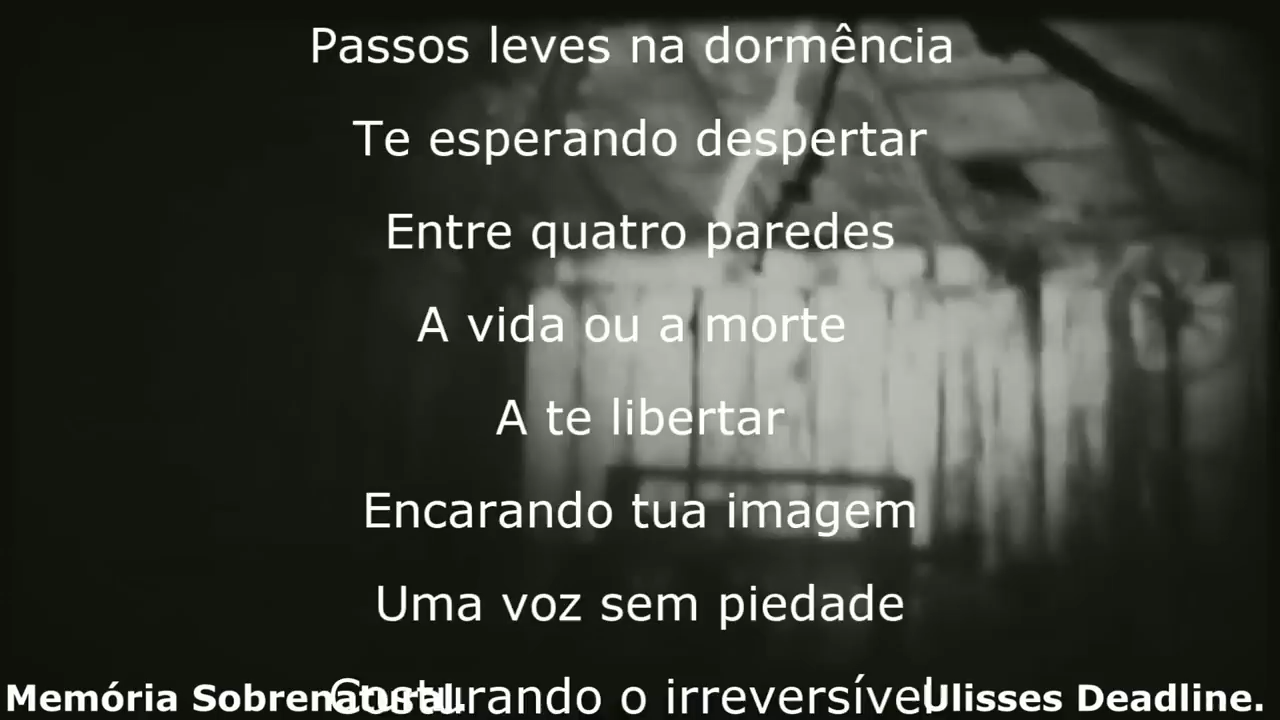 Passos leves na dormência
Te esperando despertar
Entre quatro paredes
A vida ou a morte
A te libertar
Encarando tua imagem
Uma voz sem piedade
Costurando o irreversível
Memória Sobrenatural.
Ulisses Deadline.